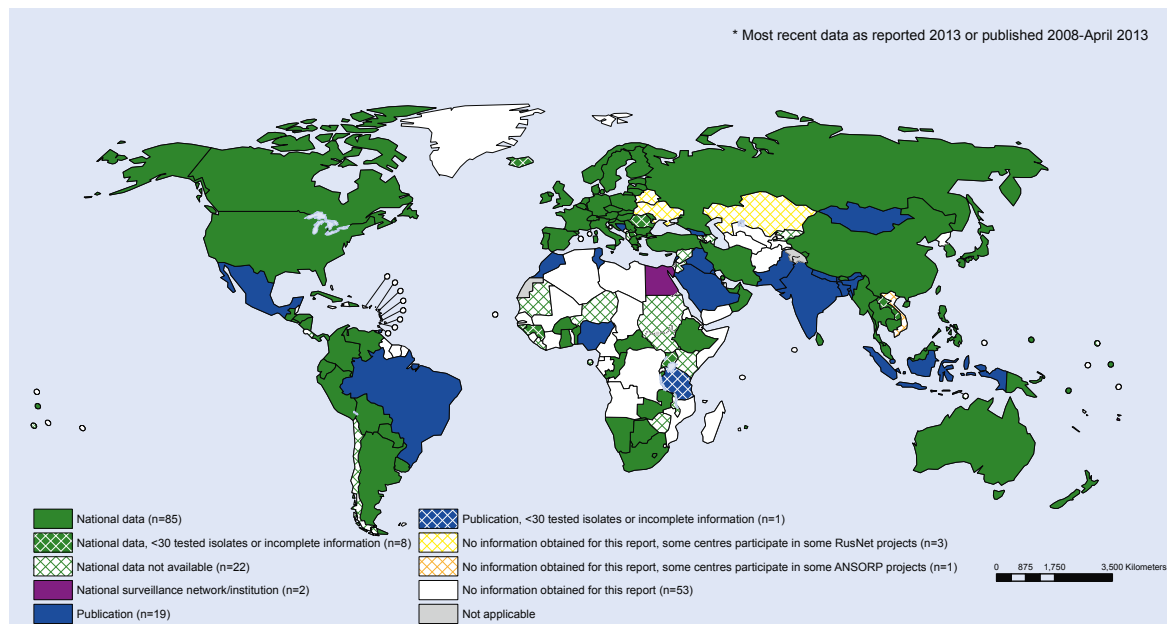 * Most recent data as reported 2013 or published 2008-April 2013
National data (n=85)
National data, <30 tested isolates or incomplete information (n=8)
National data not available (n=22)
National surveillance network/institution (n=2)
Publication (n=19)
Publication, <30 tested isolates or incomplete information (n=1)
No information obtained for this report, some centres participate in some RusNet projects (n=3)
No information obtained for this report, some centres participate in some ANSORP projects (n=1)
No information obtained for this report (n=53)
Not applicable
0 875 1,750 3,500 Kilometers